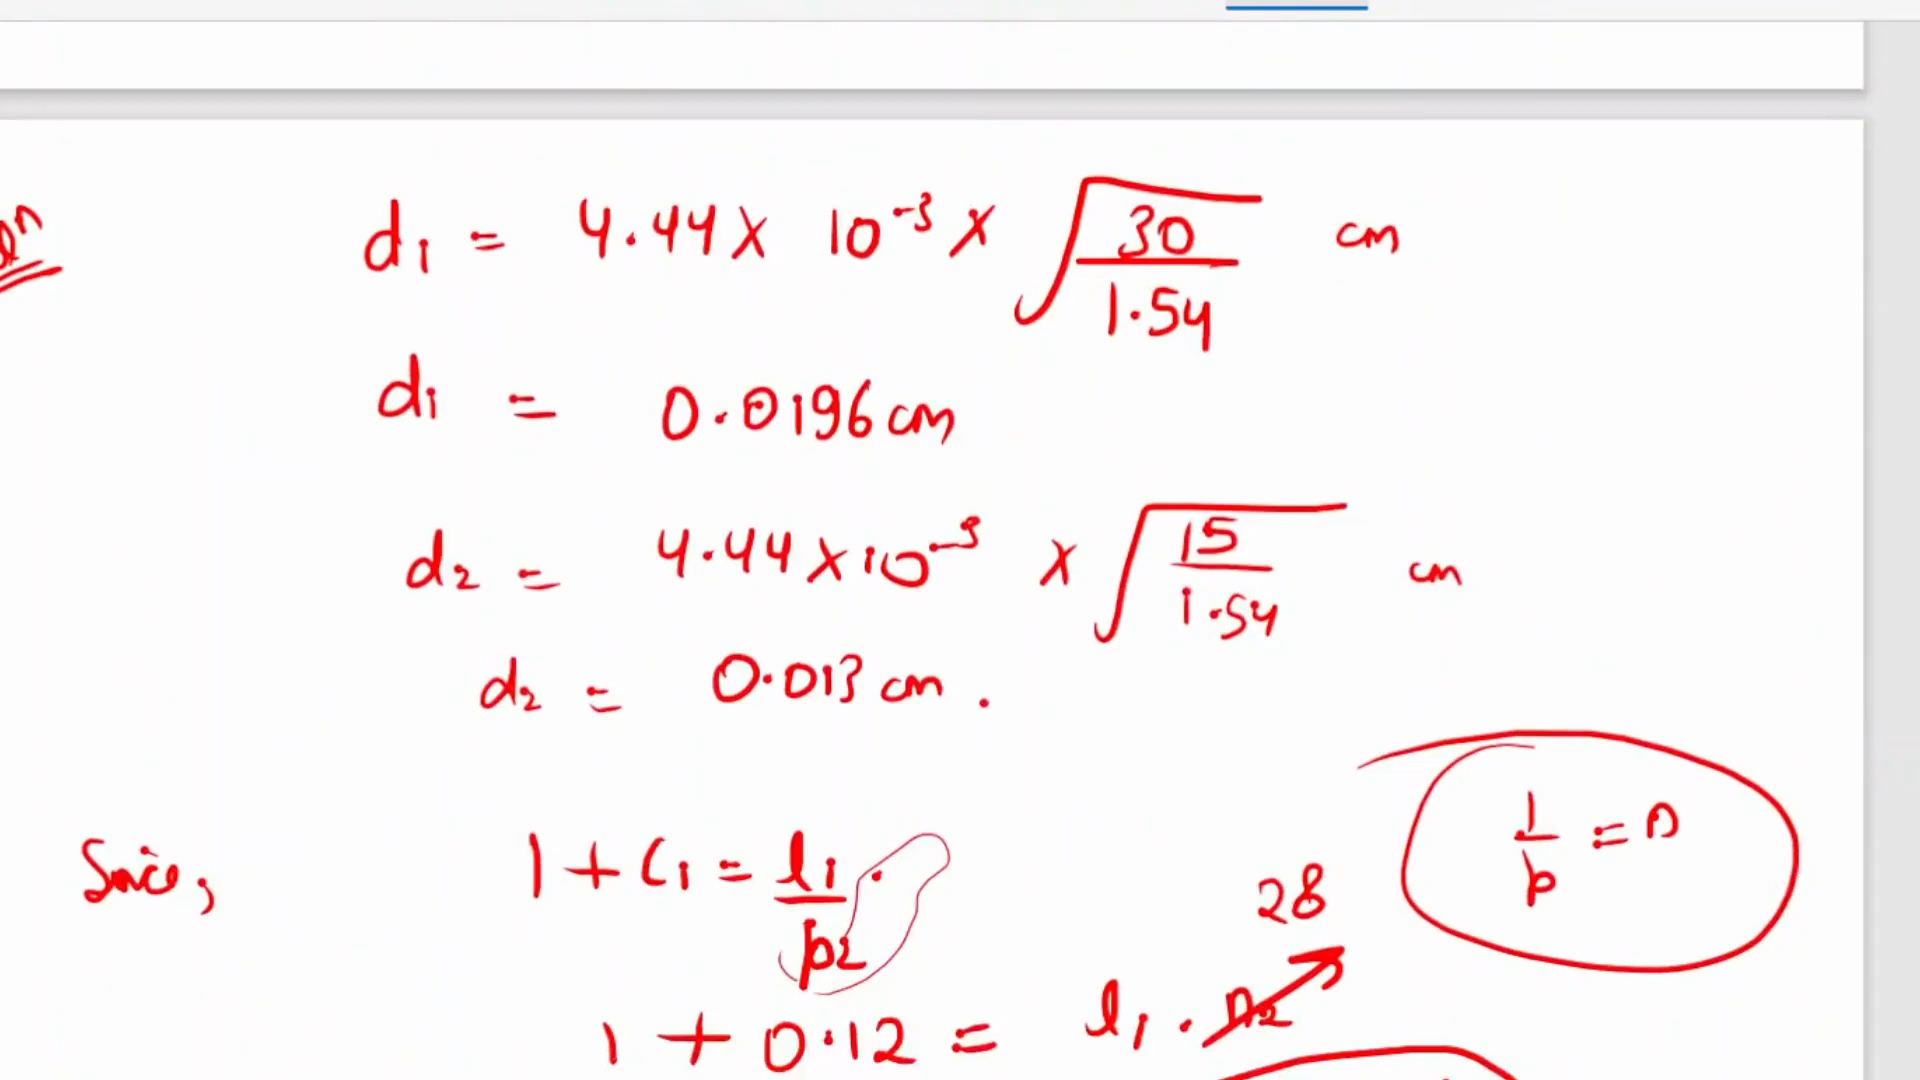 d1 = 4.44 × 10^-3 × √(30/1.54) cm
d1 = 0.0196 cm
d2 = 4.44 × 10^-3 × √(15/1.54) cm
d2 = 0.013 cm.
1/p = n
1 + C1 = l1/p2 .
28
1 + 0.12 = l1 . n2